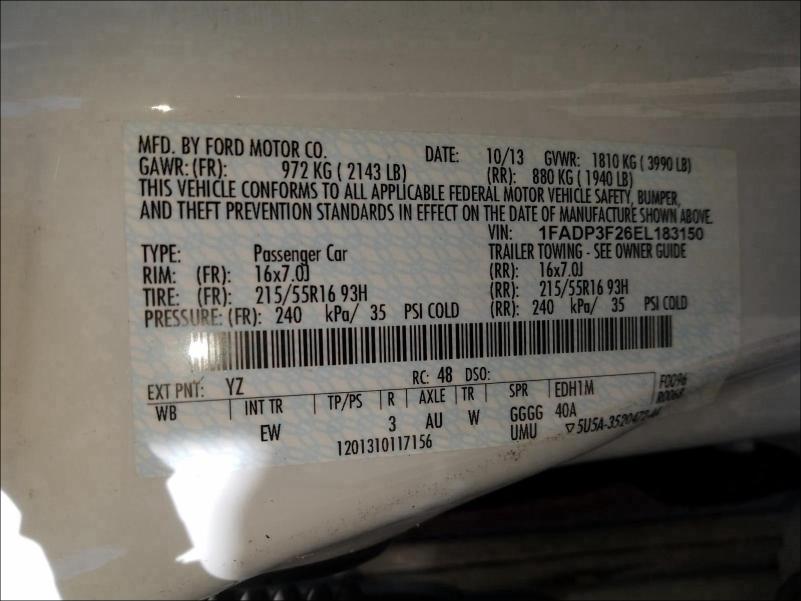 MFD. BY FORD MOTOR CO. DATE: 10/13 GVWR: 1810 KG ( 3990 LB)
GAWR: (FR): 972 KG ( 2143 LB) (RR): 880 KG ( 1940 LB)
THIS VEHICLE CONFORMS TO ALL APPLICABLE FEDERAL MOTOR VEHICLE SAFETY, BUMPER,
AND THEFT PREVENTION STANDARDS IN EFFECT ON THE DATE OF MANUFACTURE SHOWN ABOVE.
VIN: 1FADP3F26EL183150
TYPE: Passenger Car TRAILER TOWING - SEE OWNER GUIDE
RIM: (FR): 16x7.0J (RR): 16x7.0J
TIRE: (FR): 215/55R16 93H (RR): 215/55R16 93H
PRESSURE: (FR): 240 kPa/ 35 PSI COLD (RR): 240 kPa/ 35 PSI COLD
EXT PNT: YZ RC: 48 DSO: F0096
WB INT TR TP/PS R AXLE TR SPR EDH1M R0068
EW 3 AU W GGGG 40A
UMU ▽5U5A-3520472-
1201310117156